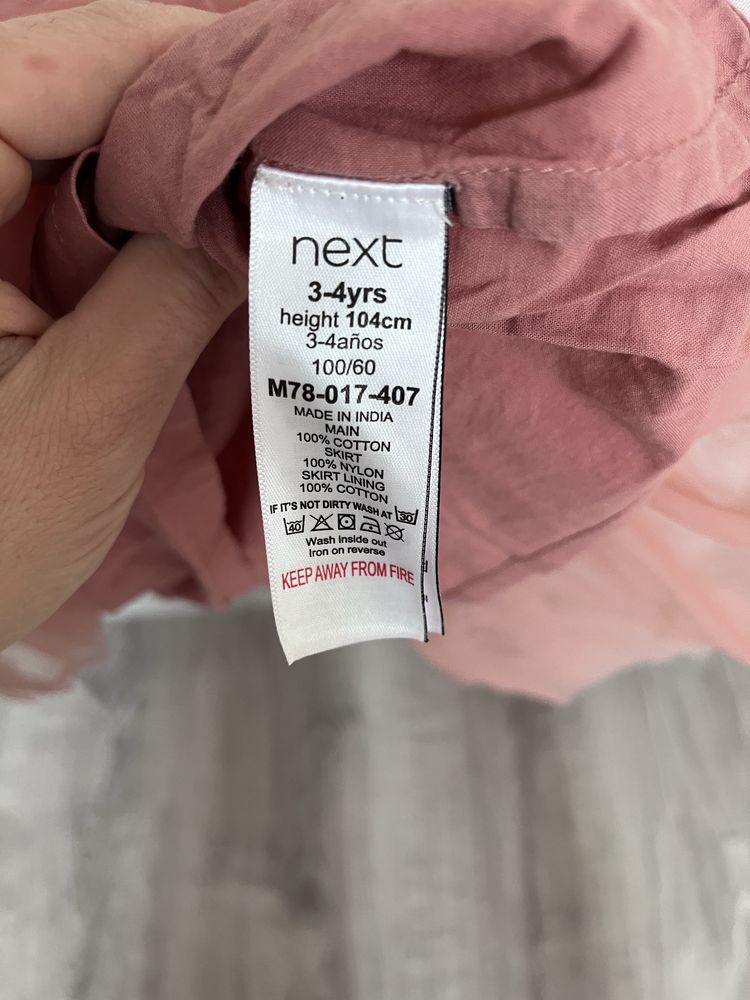 next
3-4yrs
height 104cm
3-4años
100/60
M78-017-407
MADE IN INDIA
MAIN
100% COTTON
SKIRT
100% NYLON
SKIRT LINING
100% COTTON
IF IT'S NOT DIRTY WASH AT 30
40
Wash inside out
Iron on reverse
KEEP AWAY FROM FIRE